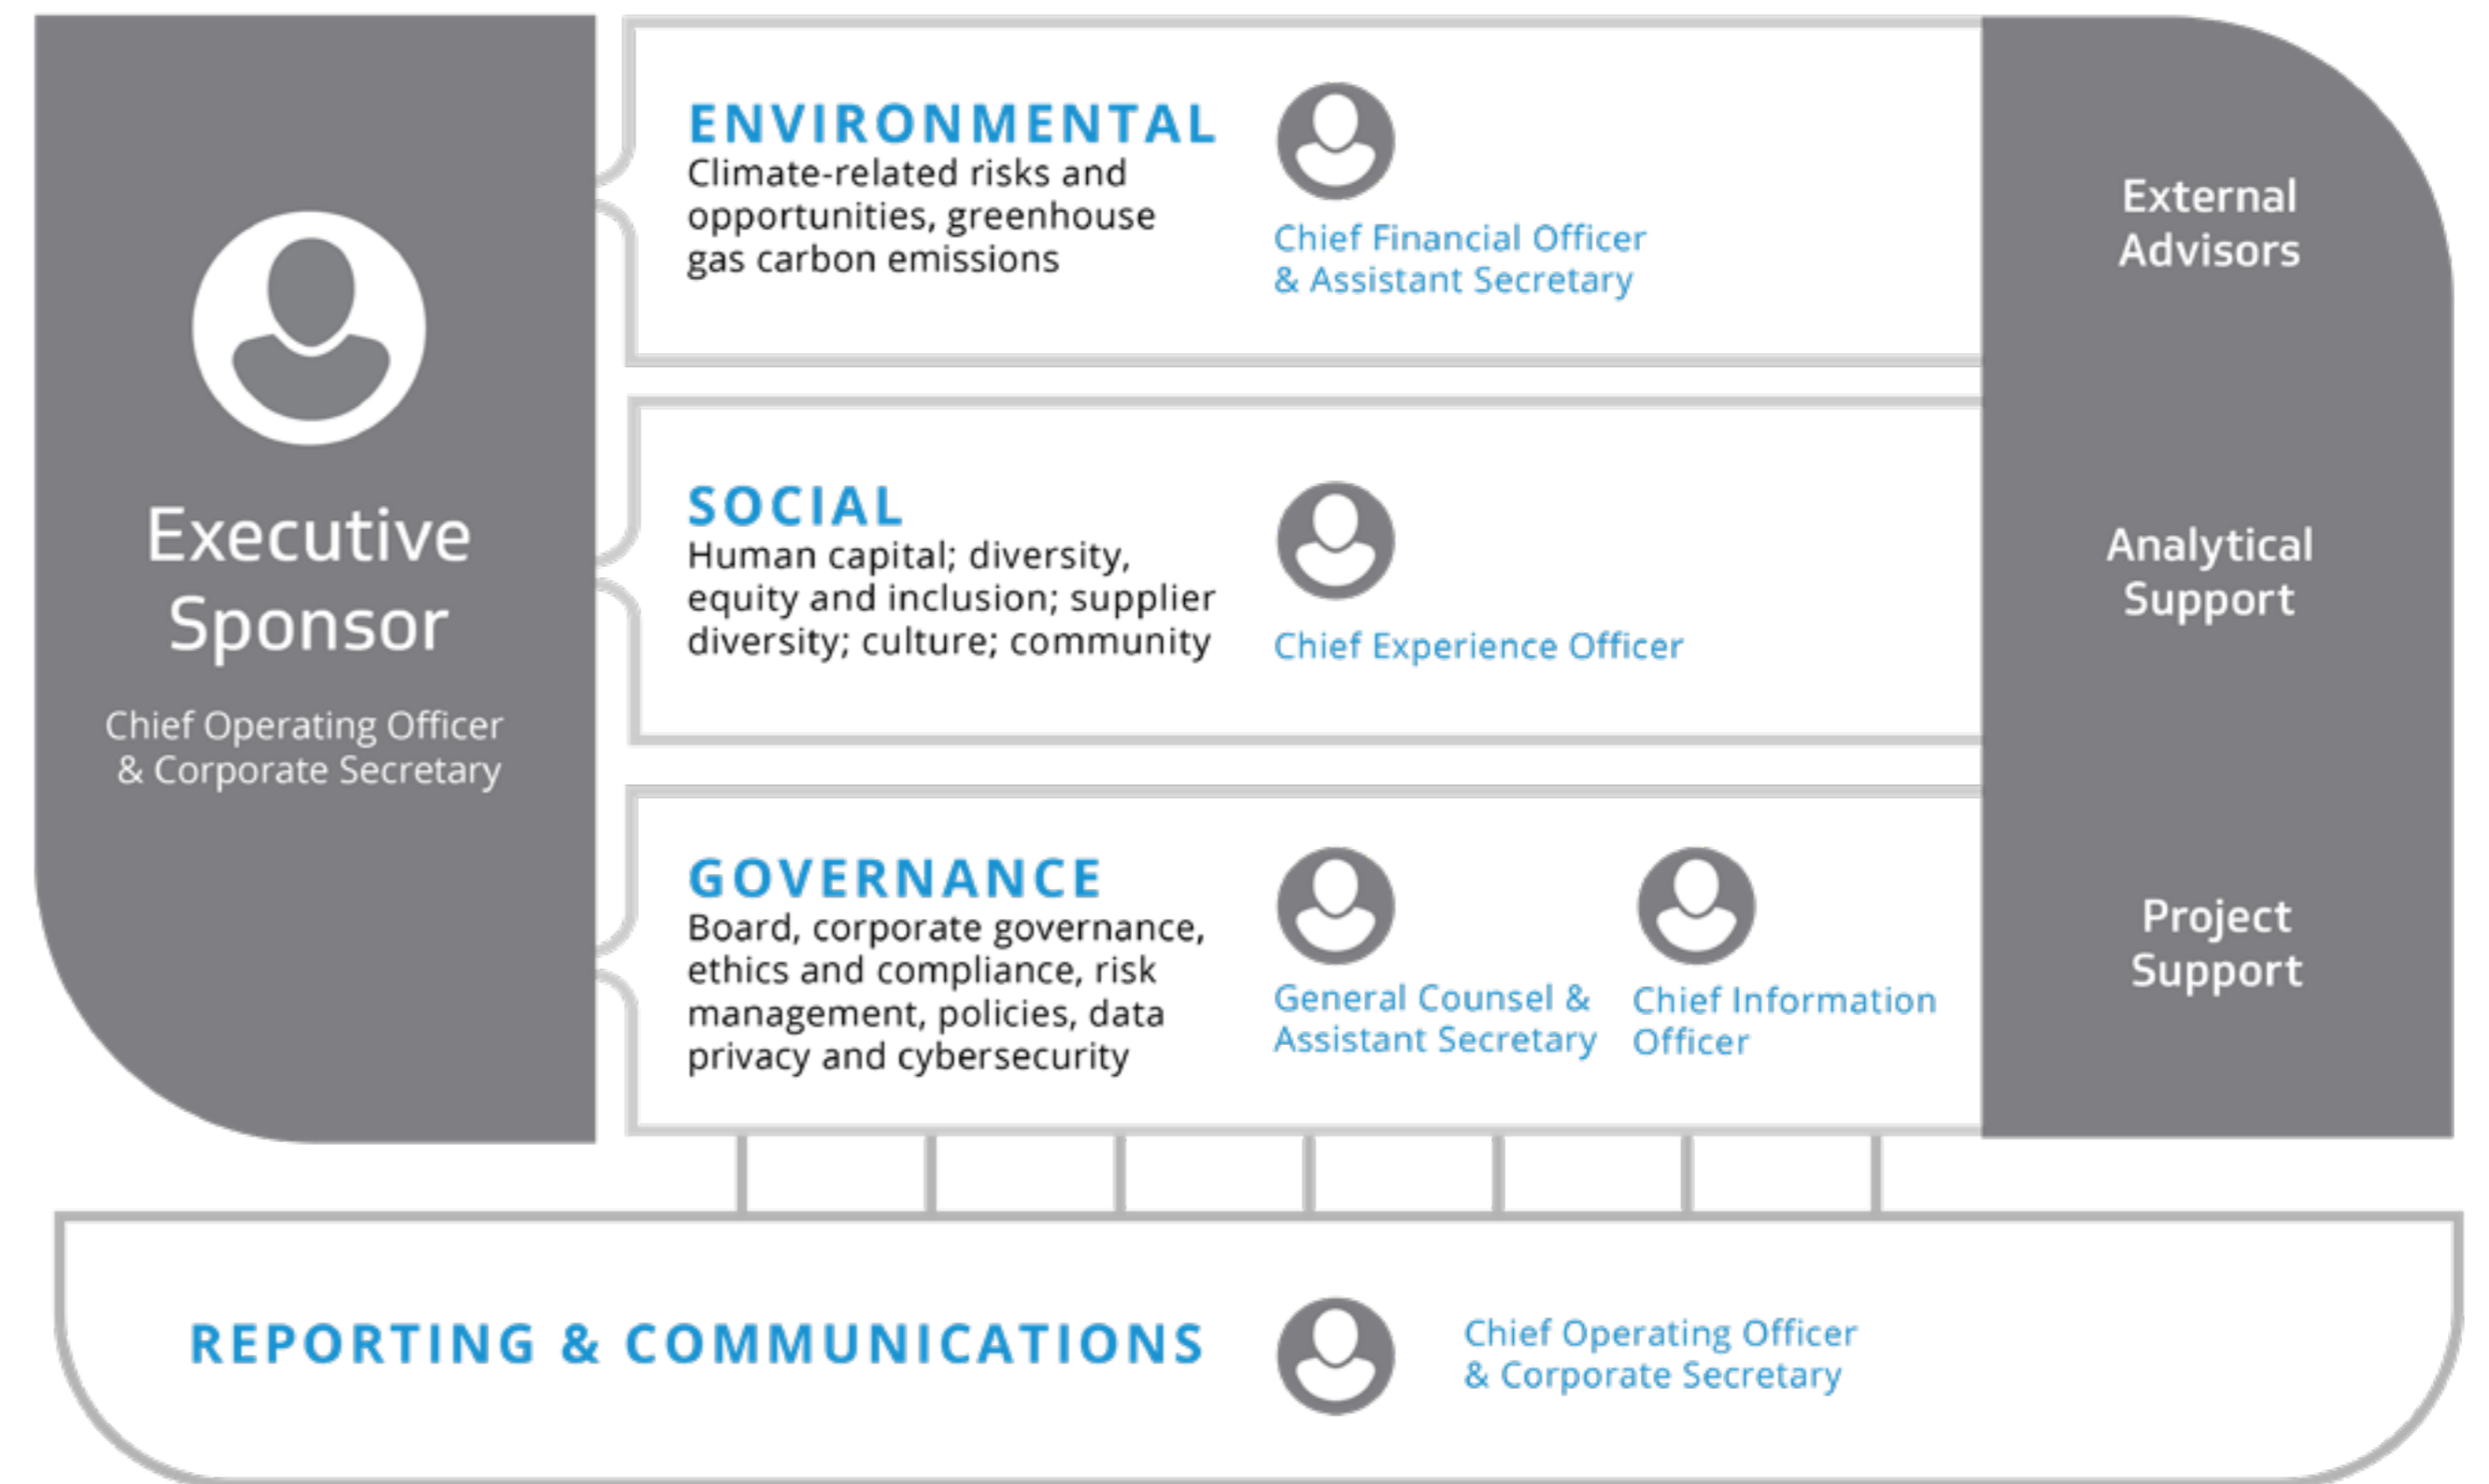 Executive
Sponsor
Chief Operating Officer
& Corporate Secretary
ENVIRONMENTAL
Climate-related risks and
opportunities, greenhouse
gas carbon emissions
Chief Financial Officer
& Assistant Secretary
SOCIAL
Human capital; diversity,
equity and inclusion; supplier
diversity; culture; community
Chief Experience Officer
GOVERNANCE
Board, corporate governance,
ethics and compliance, risk
management, policies, data
privacy and cybersecurity
General Counsel &
Assistant Secretary
Chief Information
Officer
External
Advisors
Analytical
Support
Project
Support
REPORTING & COMMUNICATIONS
Chief Operating Officer
& Corporate Secretary